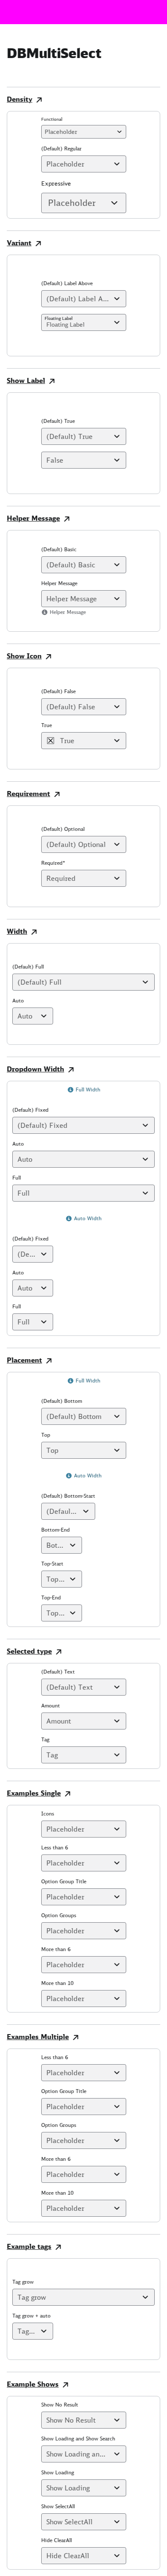 DBMultiSelect
Density
Functional
Placeholder
(Default) Regular
Placeholder
Expressive
Placeholder
Variant
(Default) Label Above
(Default) Label A...
Floating Label
Floating Label
Show Label
(Default) True
(Default) True
False
Helper Message
(Default) Basic
(Default) Basic
Helper Message
Helper Message
Helper Message
Show Icon
(Default) False
(Default) False
True
True
Requirement
(Default) Optional
(Default) Optional
Required*
Required
Width
(Default) Full
(Default) Full
Auto
Auto
Dropdown Width
Full Width
(Default) Fixed
(Default) Fixed
Auto
Auto
Full
Full
Auto Width
(Default) Fixed
(De...
Auto
Auto
Full
Full
Placement
Full Width
(Default) Bottom
(Default) Bottom
Top
Top
Auto Width
(Default) Bottom-Start
(Defaul...
Bottom-End
Bot...
Top-Start
Top...
Top-End
Top...
Selected type
(Default) Text
(Default) Text
Amount
Amount
Tag
Tag
Examples Single
Icons
Placeholder
Less than 6
Placeholder
Option Group Title
Placeholder
Option Groups
Placeholder
More than 6
Placeholder
More than 10
Placeholder
Examples Multiple
Less than 6
Placeholder
Option Group Title
Placeholder
Option Groups
Placeholder
More than 6
Placeholder
More than 10
Placeholder
Example tags
Tag grow
Tag grow
Tag grow + auto
Tag...
Example Shows
Show No Result
Show No Result
Show Loading and Show Search
Show Loading an...
Show Loading
Show Loading
Show SelectAll
Show SelectAll
Hide ClearAll
Hide ClearAll